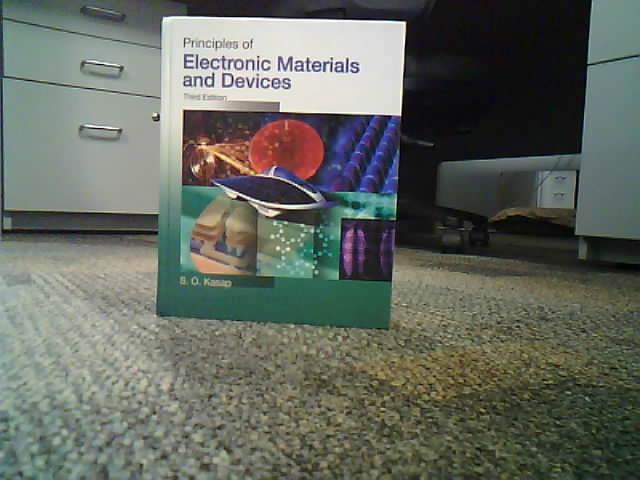 Principles of
Electronic Materials
and Devices
Third Edition
S. O. Kasap